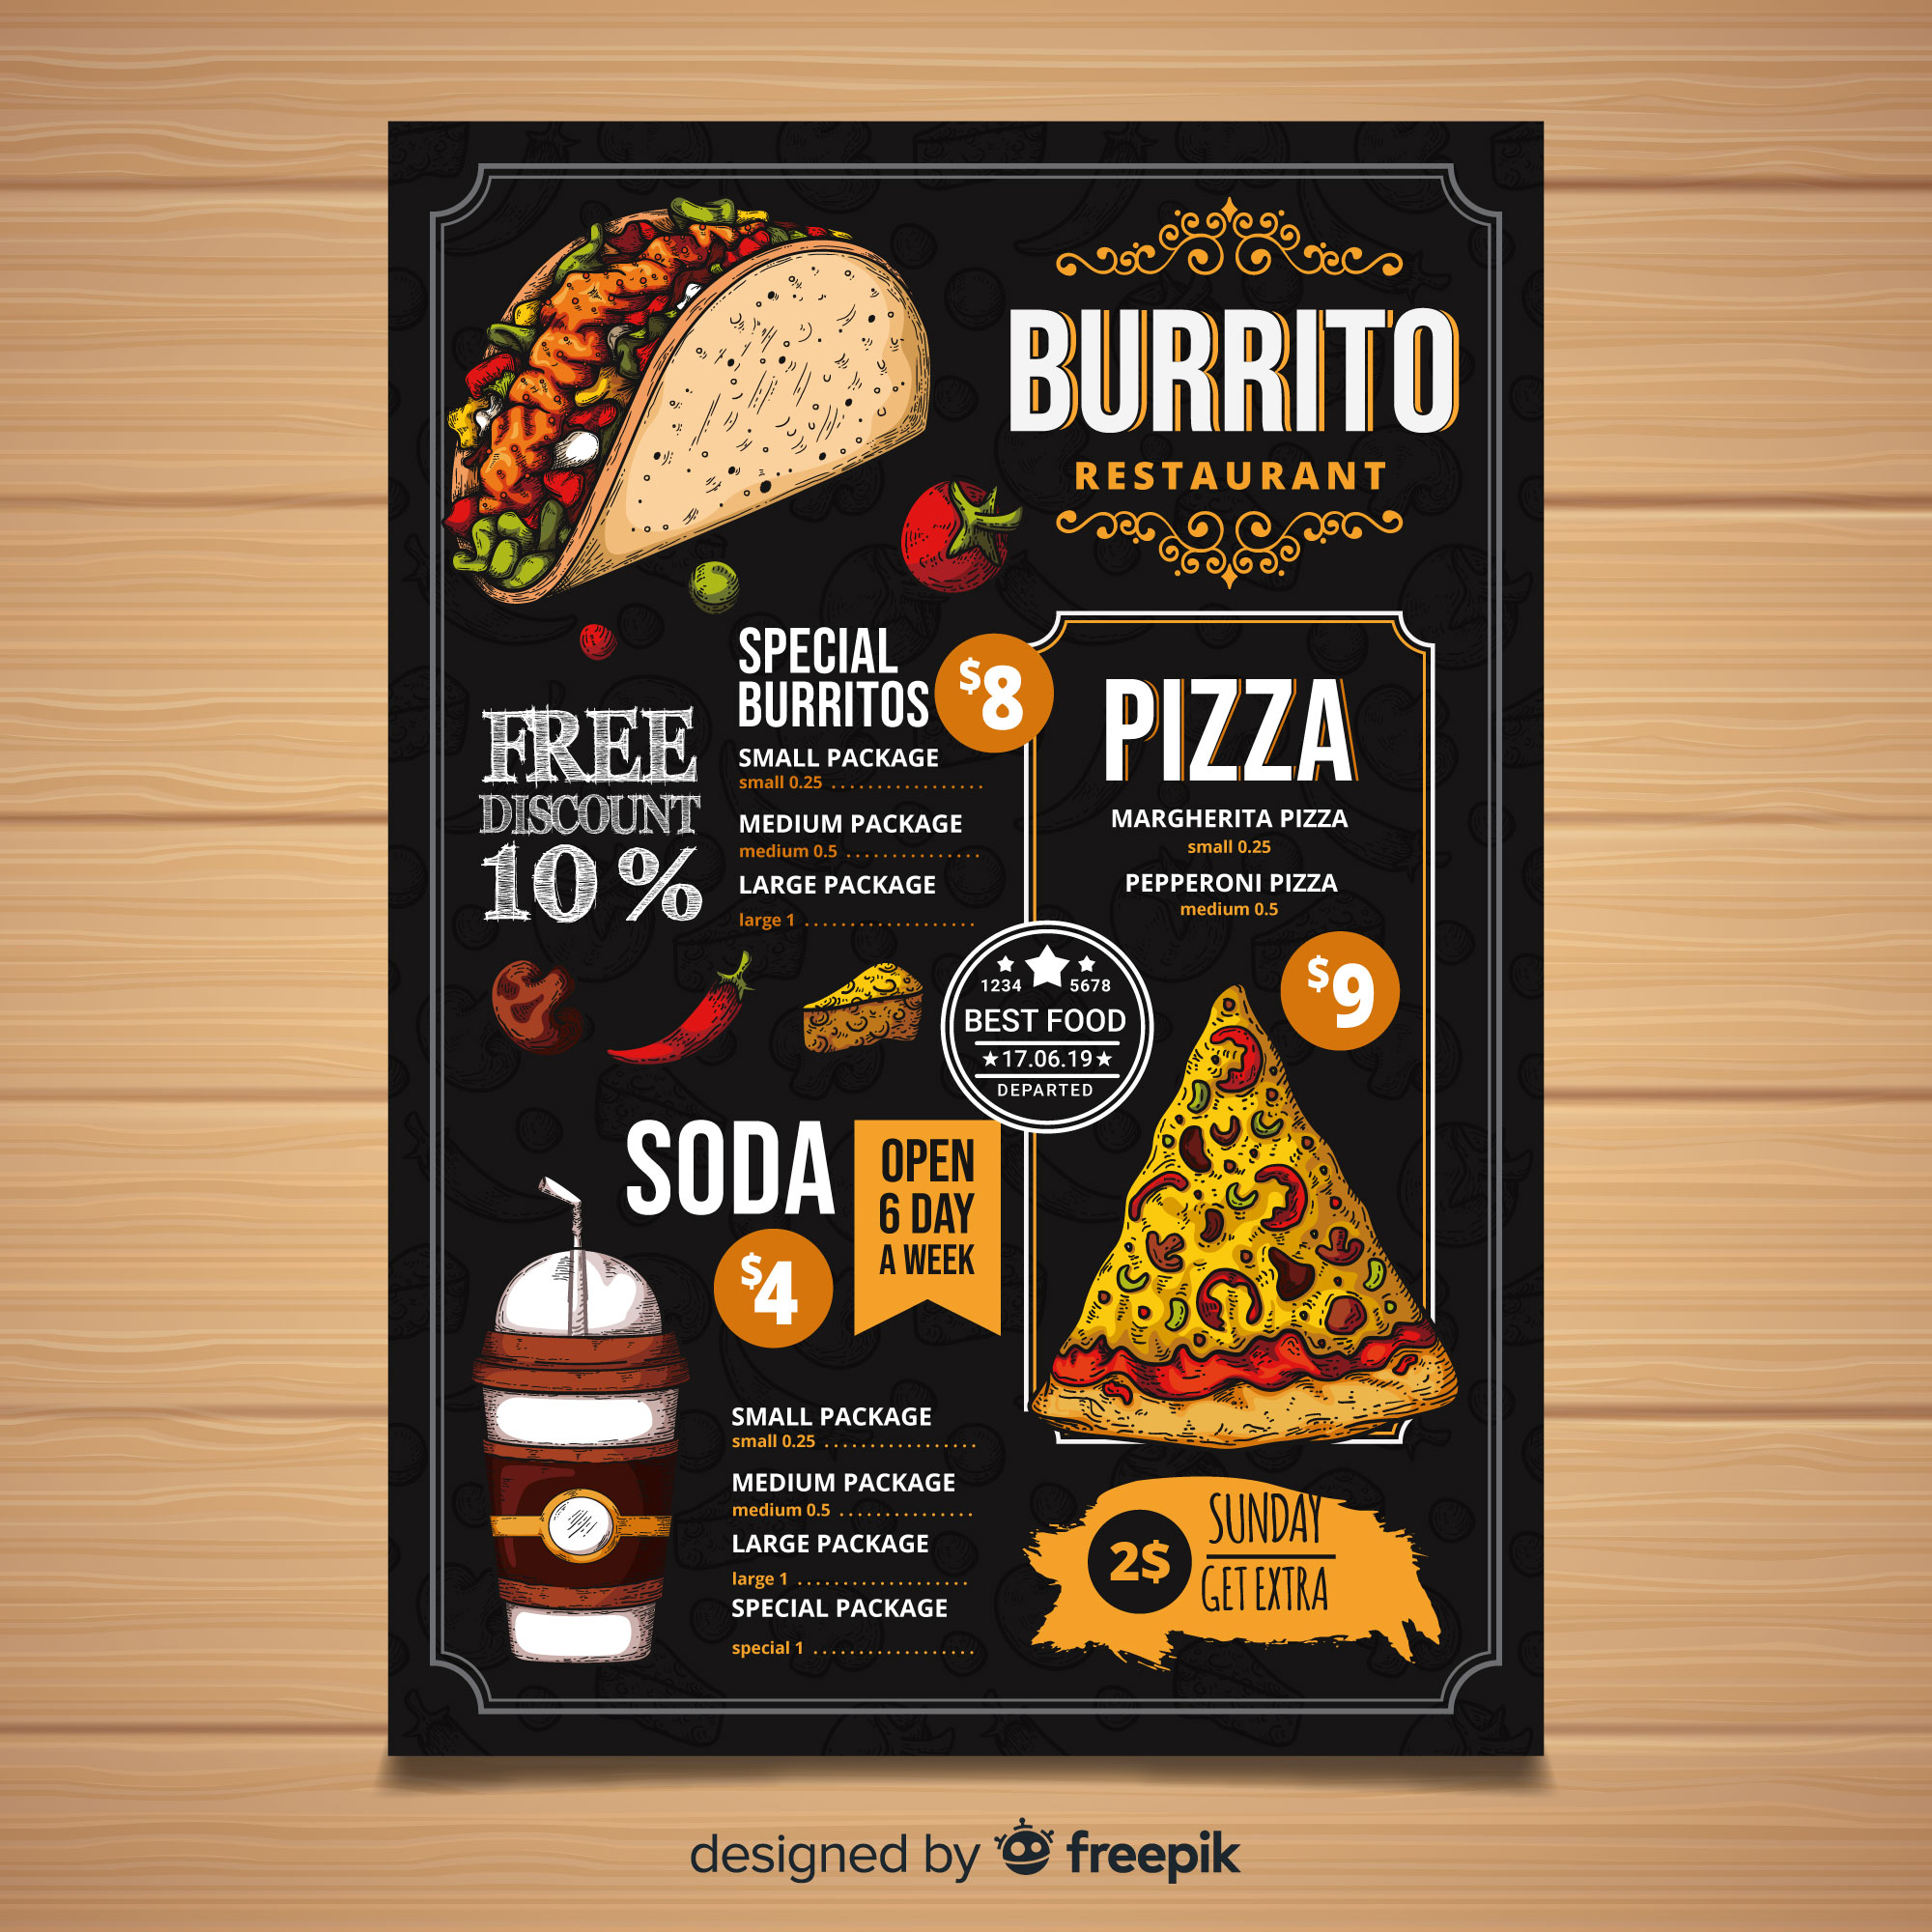 BURRITO
RESTAURANT
SPECIAL
BURRITOS
$8
SMALL PACKAGE
small 0.25 .................
MEDIUM PACKAGE
medium 0.5 ...............
LARGE PACKAGE
large 1 ...................
FREE
DISCOUNT
10 %
PIZZA
MARGHERITA PIZZA
small 0.25
PEPPERONI PIZZA
medium 0.5
$9
1234 5678
BEST FOOD
★17.06.19★
DEPARTED
SODA
$4
OPEN
6 DAY
A WEEK
SMALL PACKAGE
small 0.25 .................
MEDIUM PACKAGE
medium 0.5 ...............
LARGE PACKAGE
large 1 ...................
SPECIAL PACKAGE
special 1 ..................
2$
SUNDAY
GET EXTRA
designed by freepik